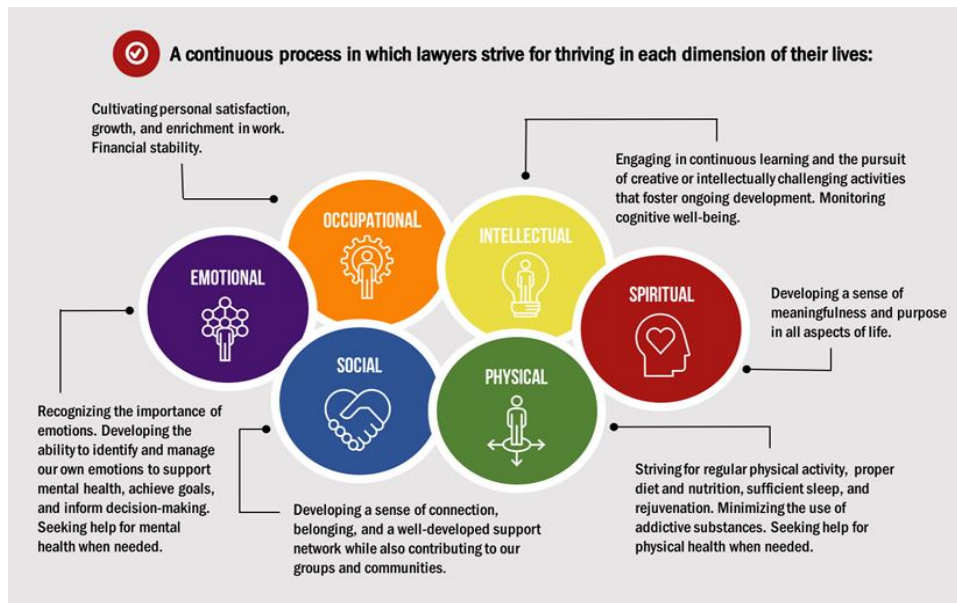 A continuous process in which lawyers strive for thriving in each dimension of their lives:
Cultivating personal satisfaction,
growth, and enrichment in work.
Financial stability.
Engaging in continuous learning and the pursuit
of creative or intellectually challenging activities
that foster ongoing development. Monitoring
cognitive well-being.
OCCUPATIONAL
INTELLECTUAL
EMOTIONAL
SPIRITUAL
Developing a sense of
meaningfulness and purpose
in all aspects of life.
SOCIAL
PHYSICAL
Recognizing the importance of
emotions. Developing the
ability to identify and manage
our own emotions to support
mental health, achieve goals,
and inform decision-making.
Seeking help for mental
health when needed.
Developing a sense of connection,
belonging, and a well-developed support
network while also contributing to our
groups and communities.
Striving for regular physical activity, proper
diet and nutrition, sufficient sleep, and
rejuvenation. Minimizing the use of
addictive substances. Seeking help for
physical health when needed.